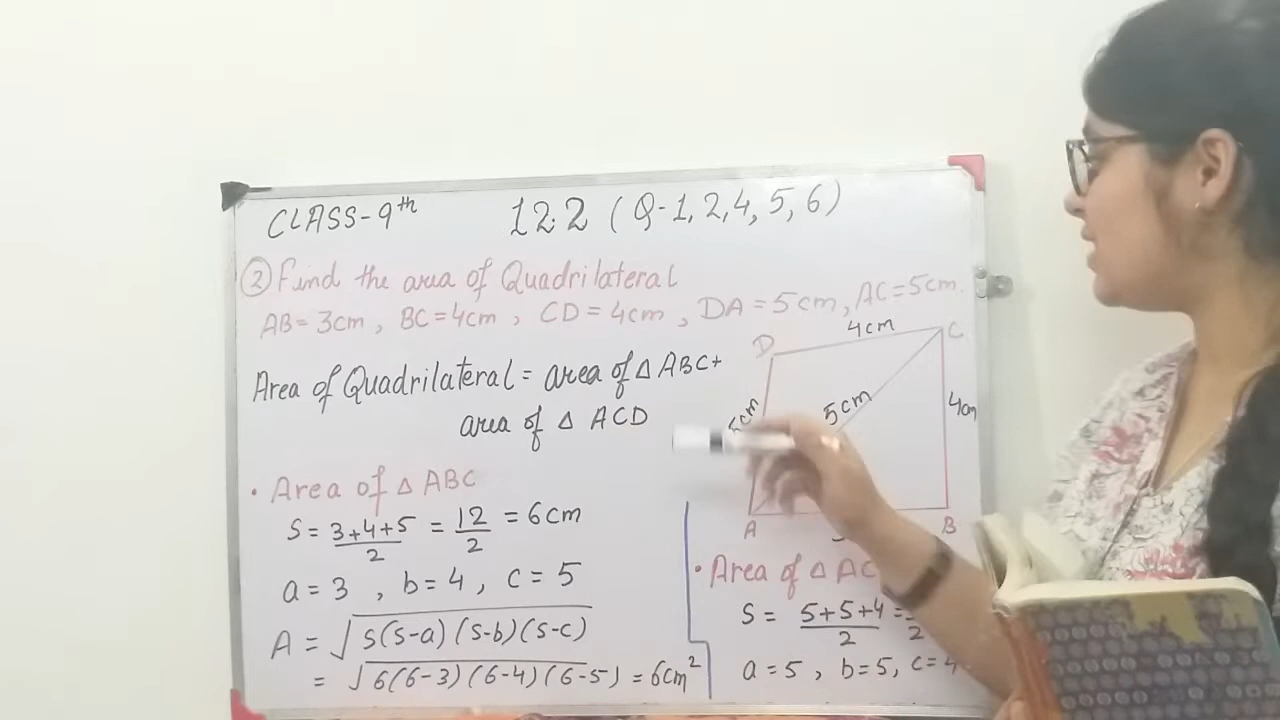 CLASS-9th 12.2 (Q-1,2,4,5,6)
② Find the area of Quadrilateral
AB=3cm, BC=4cm, CD=4cm, DA=5cm, AC=5cm.
Area of Quadrilateral = area of △ABC+
area of △ ACD
D 4cm C
5cm 5cm 4cm
A B
• Area of △ ABC
S = 3+4+5/2 = 12/2 = 6cm
a = 3, b = 4, c = 5
A = √s(s-a)(s-b)(s-c)
= √6(6-3)(6-4)(6-5) = 6cm²
• Area of △ AC
S = 5+5+4/2 = /2
a = 5, b = 5, c = 4